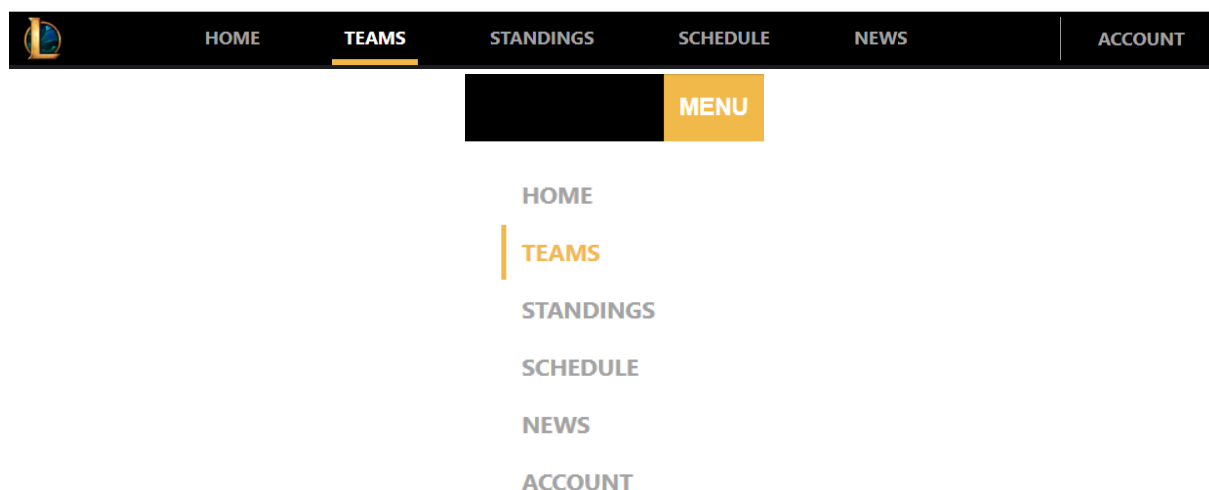 HOME TEAMS STANDINGS SCHEDULE NEWS ACCOUNT
MENU
HOME
TEAMS
STANDINGS
SCHEDULE
NEWS
ACCOUNT